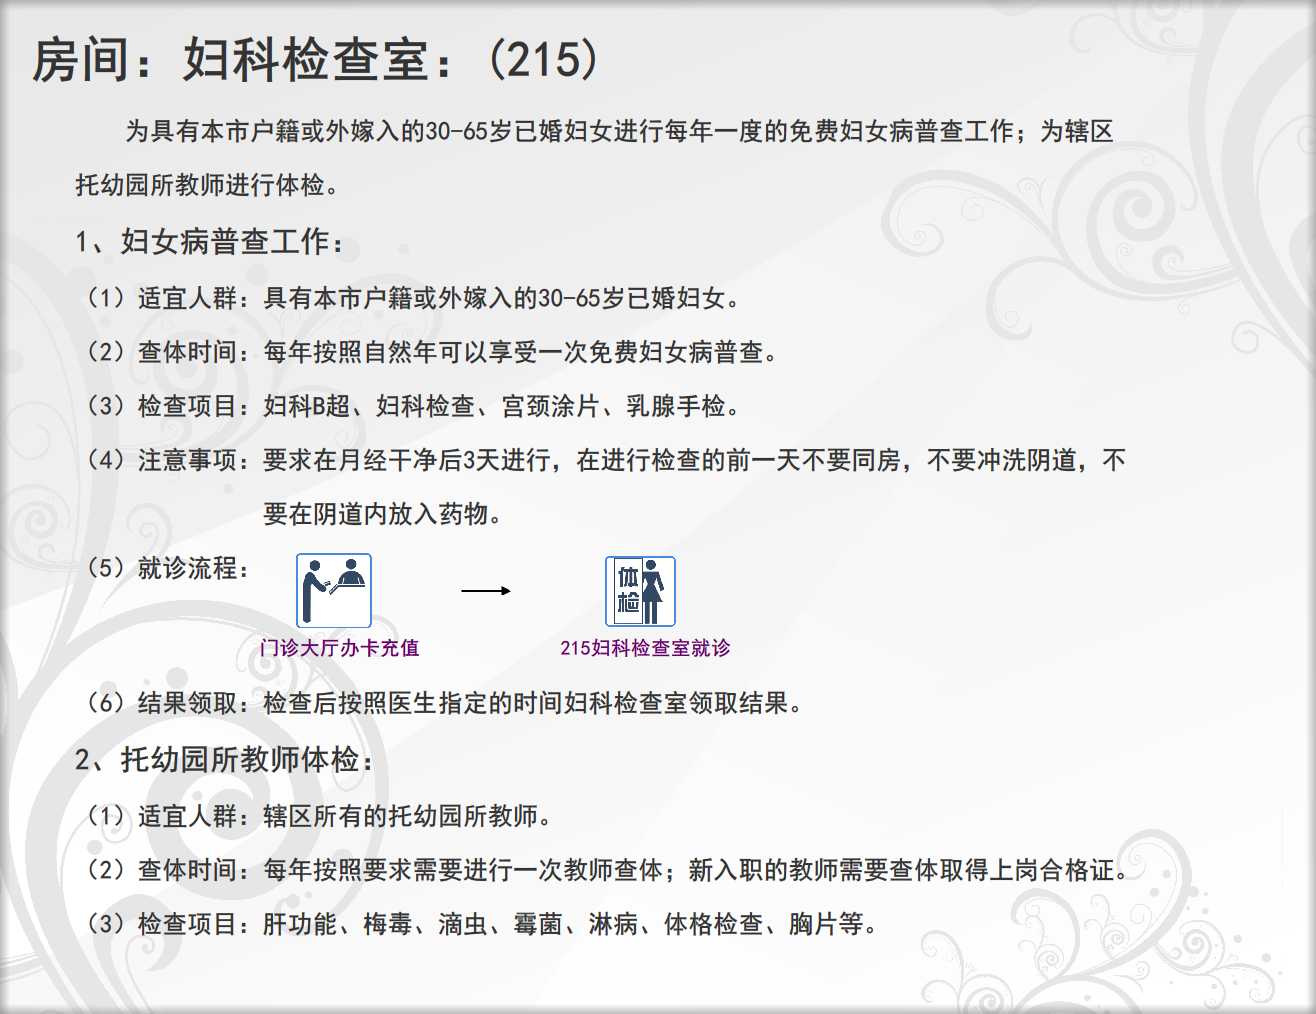 房间：妇科检查室：(215)
为具有本市户籍或外嫁入的30-65岁已婚妇女进行每年一度的免费妇女病普查工作；为辖区
托幼园所教师进行体检。
1、妇女病普查工作：
（1）适宜人群：具有本市户籍或外嫁入的30-65岁已婚妇女。
（2）查体时间：每年按照自然年可以享受一次免费妇女病普查。
（3）检查项目：妇科B超、妇科检查、宫颈涂片、乳腺手检。
（4）注意事项：要求在月经干净后3天进行，在进行检查的前一天不要同房，不要冲洗阴道，不
要在阴道内放入药物。
（5）就诊流程：
体检
门诊大厅办卡充值
215妇科检查室就诊
（6）结果领取：检查后按照医生指定的时间妇科检查室领取结果。
2、托幼园所教师体检：
（1）适宜人群：辖区所有的托幼园所教师。
（2）查体时间：每年按照要求需要进行一次教师查体；新入职的教师需要查体取得上岗合格证。
（3）检查项目：肝功能、梅毒、滴虫、霉菌、淋病、体格检查、胸片等。